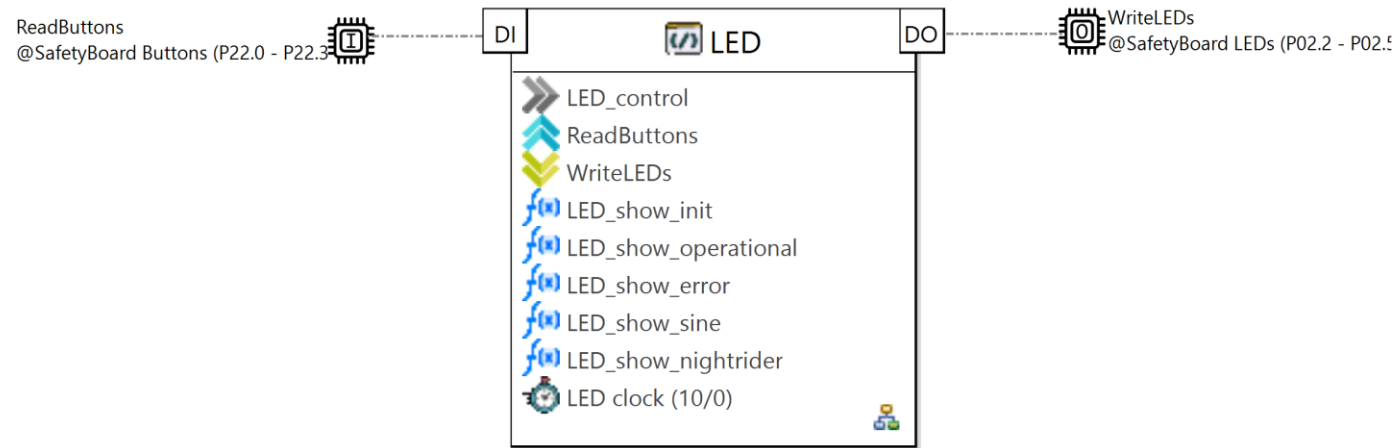 ReadButtons
@SafetyBoard Buttons (P22.0 - P22.3
I
DI
LED
DO
O
WriteLEDs
@SafetyBoard LEDs (P02.2 - P02.
LED_control
ReadButtons
WriteLEDs
f(x) LED_show_init
f(x) LED_show_operational
f(x) LED_show_error
f(x) LED_show_sine
f(x) LED_show_nightrider
LED clock (10/0)